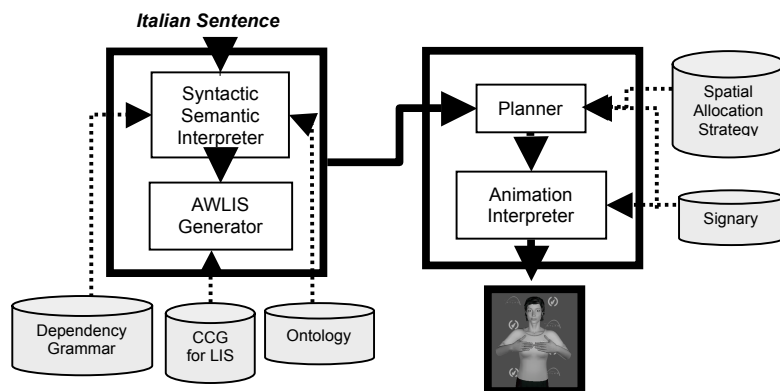 Italian Sentence
Syntactic
Semantic
Interpreter
AWLIS
Generator
Planner
Animation
Interpreter
Spatial
Allocation
Strategy
Signary
Dependency
Grammar
CCG
for LIS
Ontology